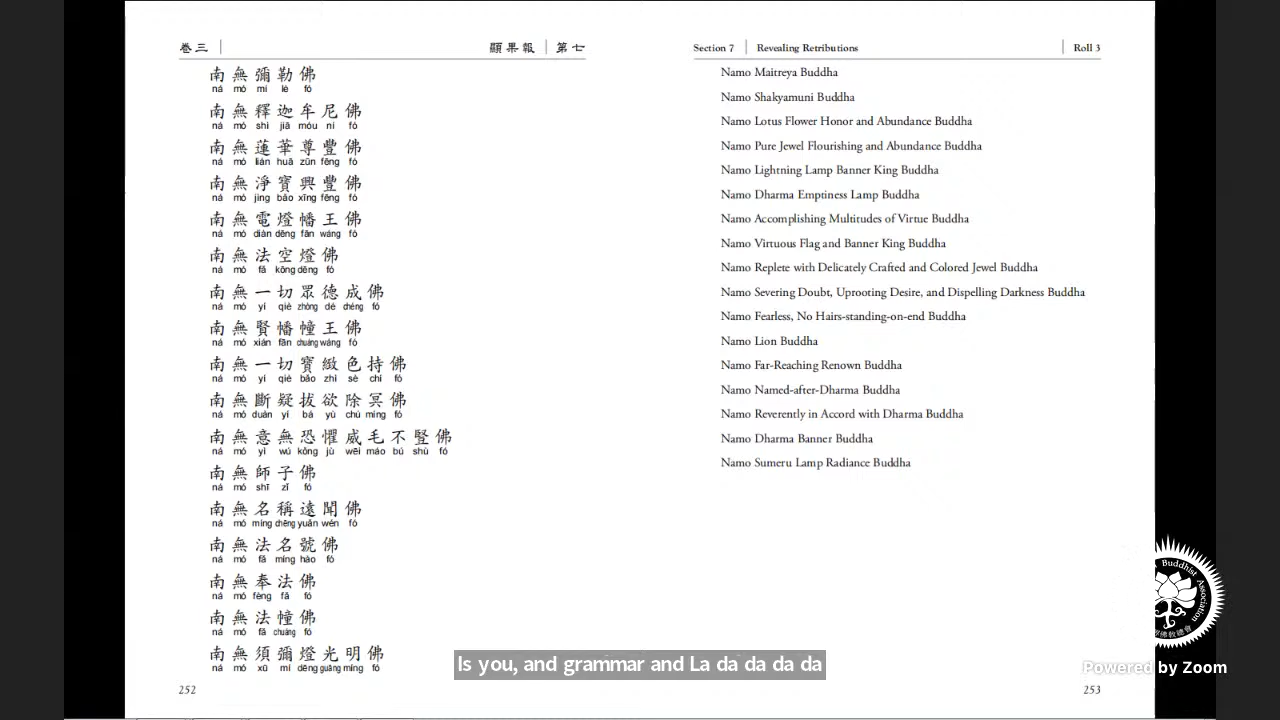 卷三 顯果報 第七
南無彌勒佛
ná mó mí lè fó
南無釋迦牟尼佛
ná mó shì jiā móu ní fó
南無蓮華尊豐佛
ná mó lián huā zūn fēng fó
南無淨寶興豐佛
ná mó jìng bǎo xīng fēng fó
南無電燈幡王佛
ná mó diàn dēng fān wáng fó
南無法空燈佛
ná mó fǎ kōng dēng fó
南無一切眾德成佛
ná mó yí qiè zhòng dé chéng fó
南無賢幡幢王佛
ná mó xián fān chuáng wáng fó
南無一切寶緻色持佛
ná mó yí qiè bǎo zhì sè chí fó
南無斷疑拔欲除冥佛
ná mó duàn yí bá yù chú míng fó
南無意無恐懼威毛不豎佛
ná mó yì wú kǒng jù wēi máo bú shù fó
南無師子佛
ná mó shī zǐ fó
南無名稱遠聞佛
ná mó míng chēng yuǎn wén fó
南無法名號佛
ná mó fǎ míng hào fó
南無奉法佛
ná mó fèng fǎ fó
南無法幢佛
ná mó fǎ chuáng fó
南無須彌燈光明佛
ná mó xū mí dēng guāng míng fó
252
Section 7 Revealing Retributions Roll 3
Namo Maitreya Buddha
Namo Shakyamuni Buddha
Namo Lotus Flower Honor and Abundance Buddha
Namo Pure Jewel Flourishing and Abundance Buddha
Namo Lightning Lamp Banner King Buddha
Namo Dharma Emptiness Lamp Buddha
Namo Accomplishing Multitudes of Virtue Buddha
Namo Virtuous Flag and Banner King Buddha
Namo Replete with Delicately Crafted and Colored Jewel Buddha
Namo Severing Doubt, Uprooting Desire, and Dispelling Darkness Buddha
Namo Fearless, No Hairs-standing-on-end Buddha
Namo Lion Buddha
Namo Far-Reaching Renown Buddha
Namo Named-after-Dharma Buddha
Namo Reverently in Accord with Dharma Buddha
Namo Dharma Banner Buddha
Namo Sumeru Lamp Radiance Buddha
253
Is you, and grammar and La da da da da
Buddhist Association
佛教總會
Powered by Zoom